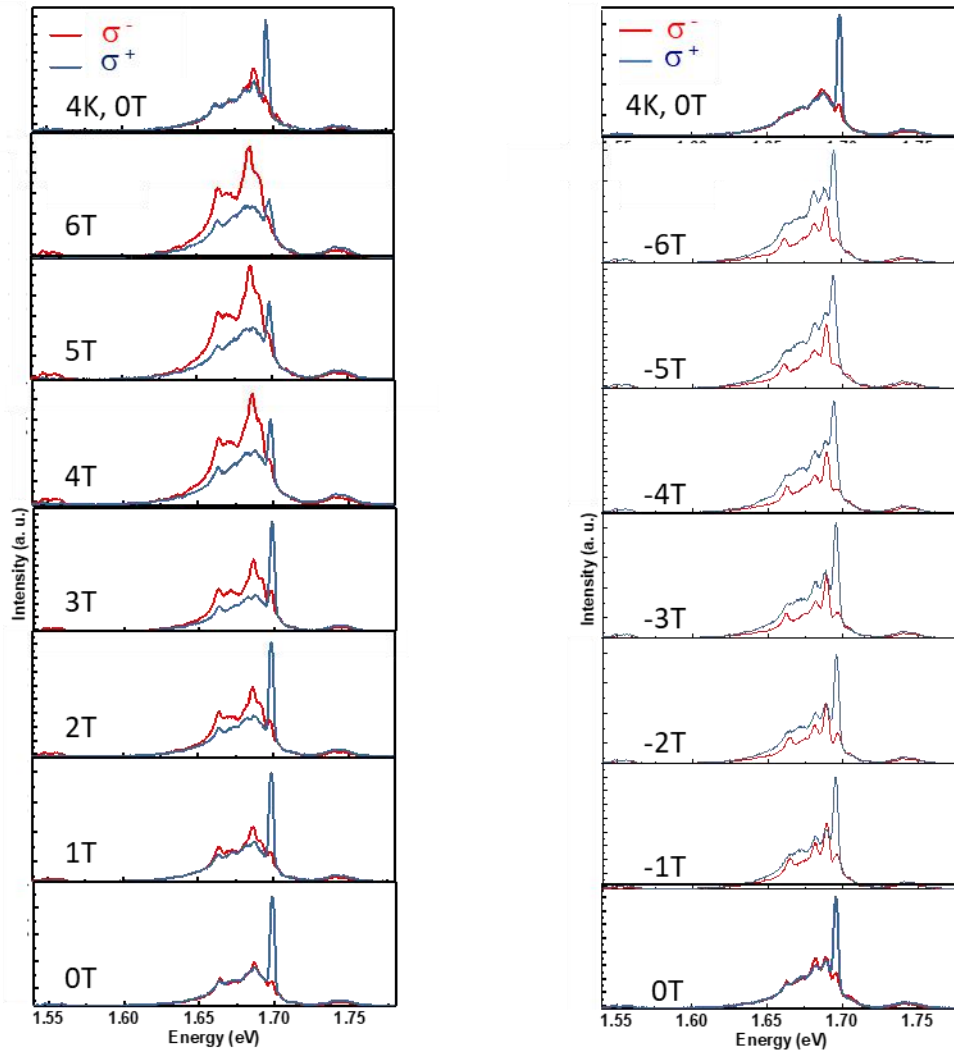 σ-
σ+
4K, 0T
6T
5T
4T
3T
2T
1T
0T
Intensity (a. u.)
1.55 1.60 1.65 1.70 1.75
Energy (eV)
σ-
σ+
4K, 0T
-6T
-5T
-4T
-3T
-2T
-1T
0T
Intensity (a. u.)
1.55 1.60 1.65 1.70 1.75
Energy (eV)